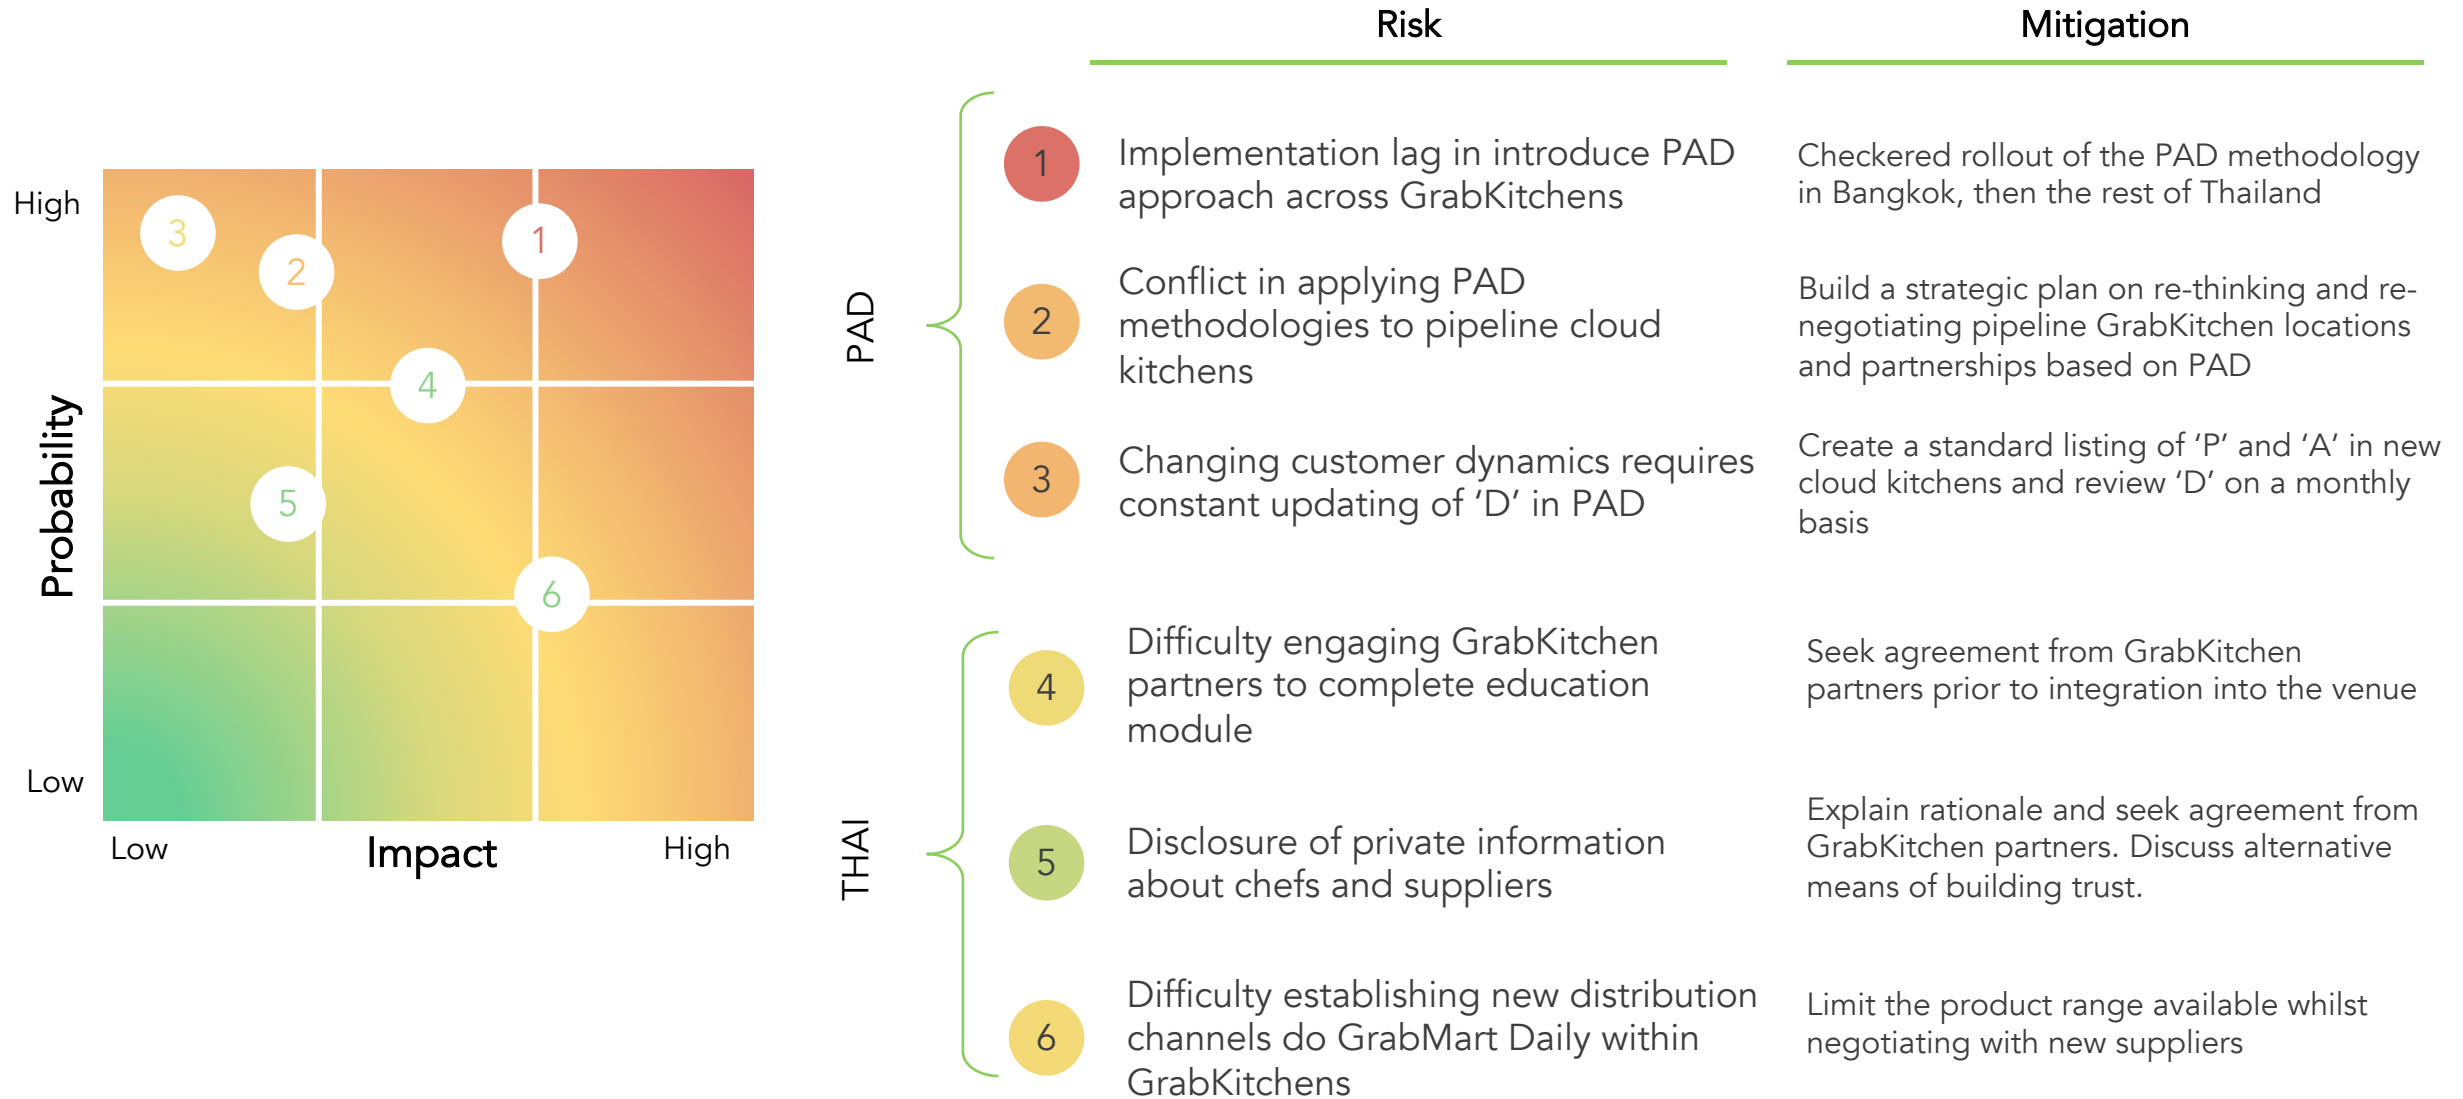 Risk
Mitigation
High
3
2
1
4
5
6
Probability
Low
Low
Impact
High
PAD
1
Implementation lag in introduce PAD
approach across GrabKitchens
Checkered rollout of the PAD methodology
in Bangkok, then the rest of Thailand
2
Conflict in applying PAD
methodologies to pipeline cloud
kitchens
Build a strategic plan on re-thinking and re-
negotiating pipeline GrabKitchen locations
and partnerships based on PAD
3
Changing customer dynamics requires
constant updating of ‘D’ in PAD
Create a standard listing of ‘P’ and ‘A’ in new
cloud kitchens and review ‘D’ on a monthly
basis
THAI
4
Difficulty engaging GrabKitchen
partners to complete education
module
Seek agreement from GrabKitchen
partners prior to integration into the venue
5
Disclosure of private information
about chefs and suppliers
Explain rationale and seek agreement from
GrabKitchen partners. Discuss alternative
means of building trust.
6
Difficulty establishing new distribution
channels do GrabMart Daily within
GrabKitchens
Limit the product range available whilst
negotiating with new suppliers